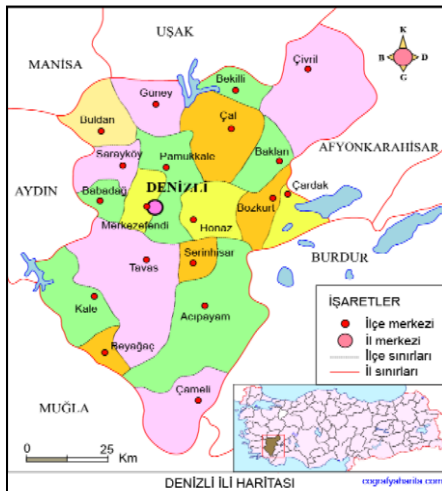 UŞAK
K
B D
G
MANİSA
Çivril
Bekilli
Guney
Buldan
Çal
Sarayköy
Pamukkale
Baklan
AFYONKARAHİSAR
AYDIN
Babadağ
DENİZLİ
Çardak
Bozkurt
Merkezefendi
Honaz
Tavas
Serinhisar
BURDUR
Kale
Acıpayam
Beyağaç
Çameli
MUĞLA
İŞARETLER
İlçe merkezi
İl merkezi
İlçe sınırları
İl sınırları
0 25
Km
DENİZLİ İLİ HARİTASI
cografyaharita.com